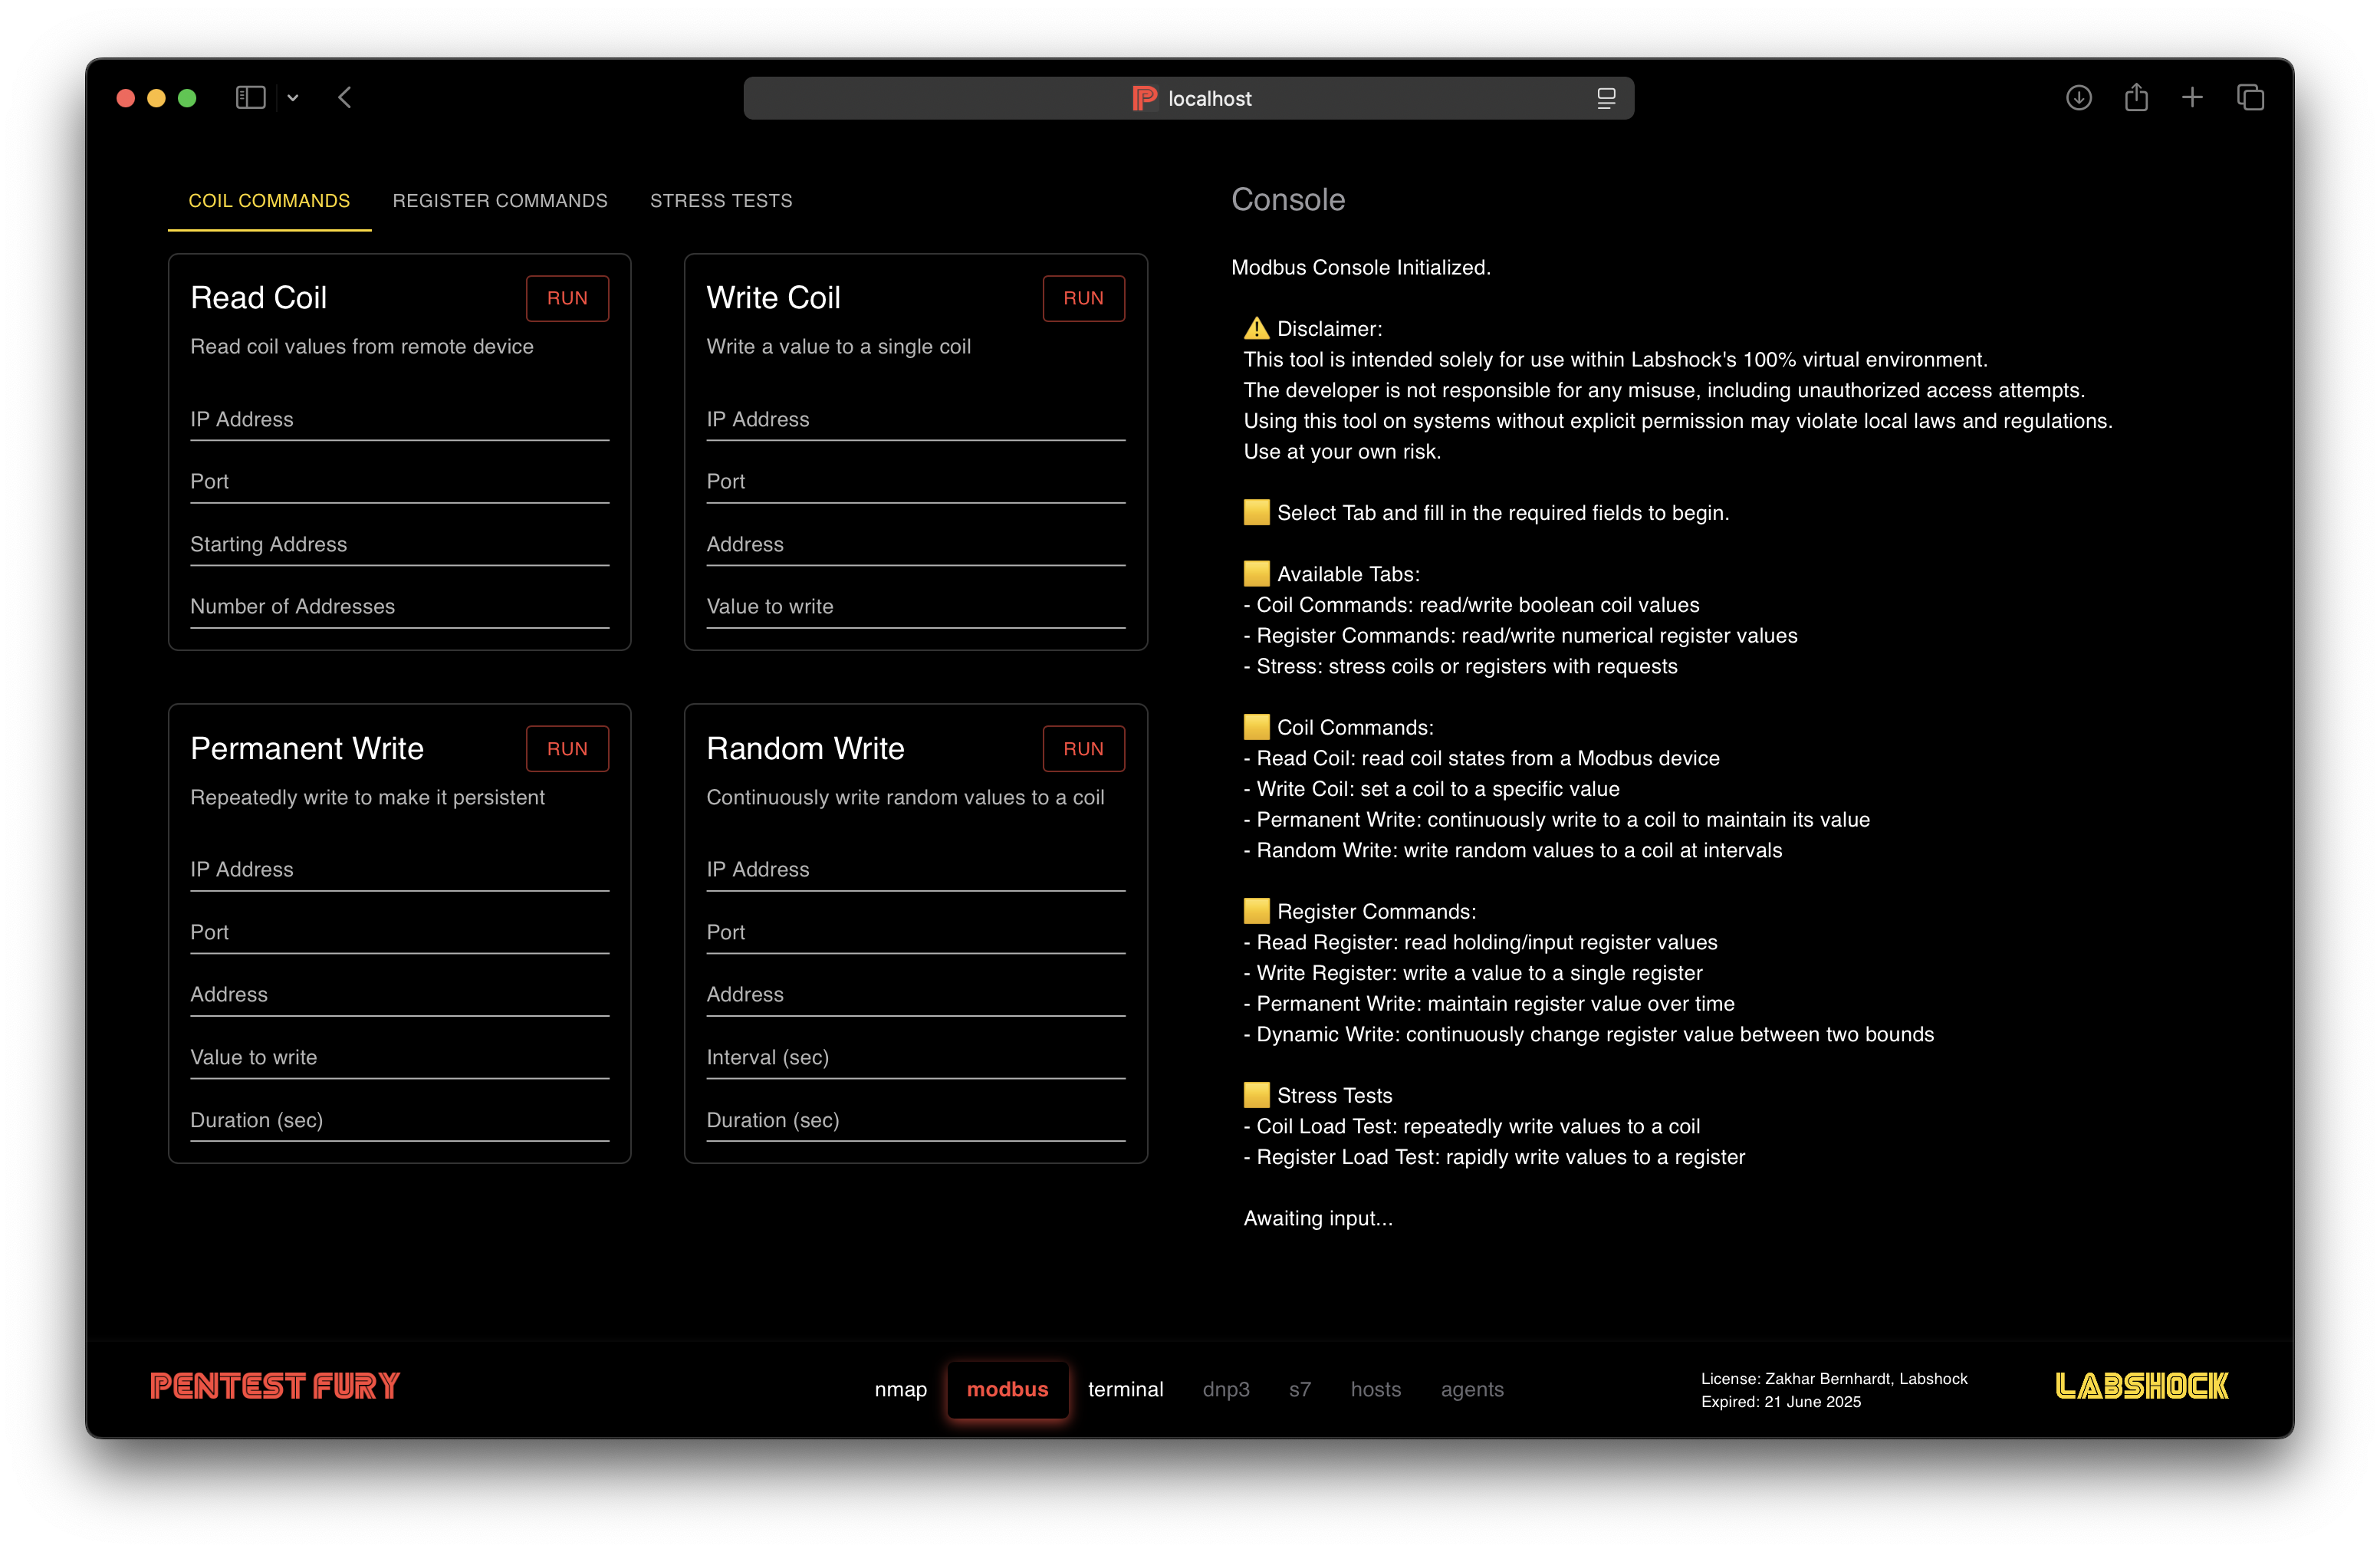 localhost
COIL COMMANDS
REGISTER COMMANDS
STRESS TESTS
Read Coil
RUN
Read coil values from remote device
IP Address
Port
Starting Address
Number of Addresses
Write Coil
RUN
Write a value to a single coil
IP Address
Port
Address
Value to write
Permanent Write
RUN
Repeatedly write to make it persistent
IP Address
Port
Address
Value to write
Duration (sec)
Random Write
RUN
Continuously write random values to a coil
IP Address
Port
Address
Interval (sec)
Duration (sec)
Console
Modbus Console Initialized.
⚠️ Disclaimer:
This tool is intended solely for use within Labshock's 100% virtual environment.
The developer is not responsible for any misuse, including unauthorized access attempts.
Using this tool on systems without explicit permission may violate local laws and regulations.
Use at your own risk.
🟨 Select Tab and fill in the required fields to begin.
🟨 Available Tabs:
- Coil Commands: read/write boolean coil values
- Register Commands: read/write numerical register values
- Stress: stress coils or registers with requests
🟨 Coil Commands:
- Read Coil: read coil states from a Modbus device
- Write Coil: set a coil to a specific value
- Permanent Write: continuously write to a coil to maintain its value
- Random Write: write random values to a coil at intervals
🟨 Register Commands:
- Read Register: read holding/input register values
- Write Register: write a value to a single register
- Permanent Write: maintain register value over time
- Dynamic Write: continuously change register value between two bounds
🟨 Stress Tests
- Coil Load Test: repeatedly write values to a coil
- Register Load Test: rapidly write values to a register
Awaiting input...
PENTEST FURY
nmap
modbus
terminal
dnp3
s7
hosts
agents
License: Zakhar Bernhardt, Labshock
Expired: 21 June 2025
LABSHOCK